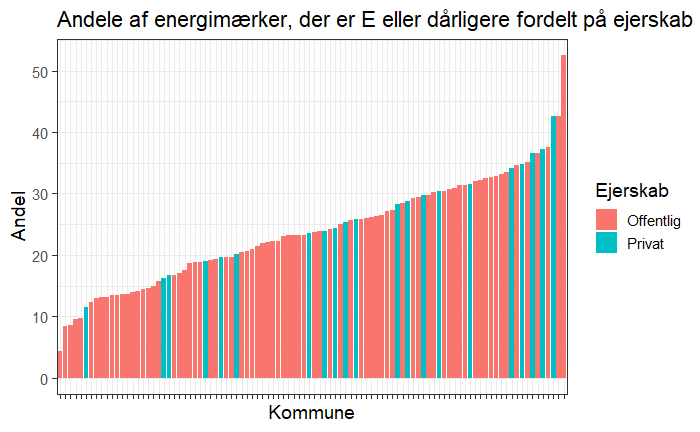 Andele af energimærker, der er E eller dårligere fordelt på ejerskab
50
40
30
20
10
0
Andel
Kommune
Ejerskab
Offentlig
Privat